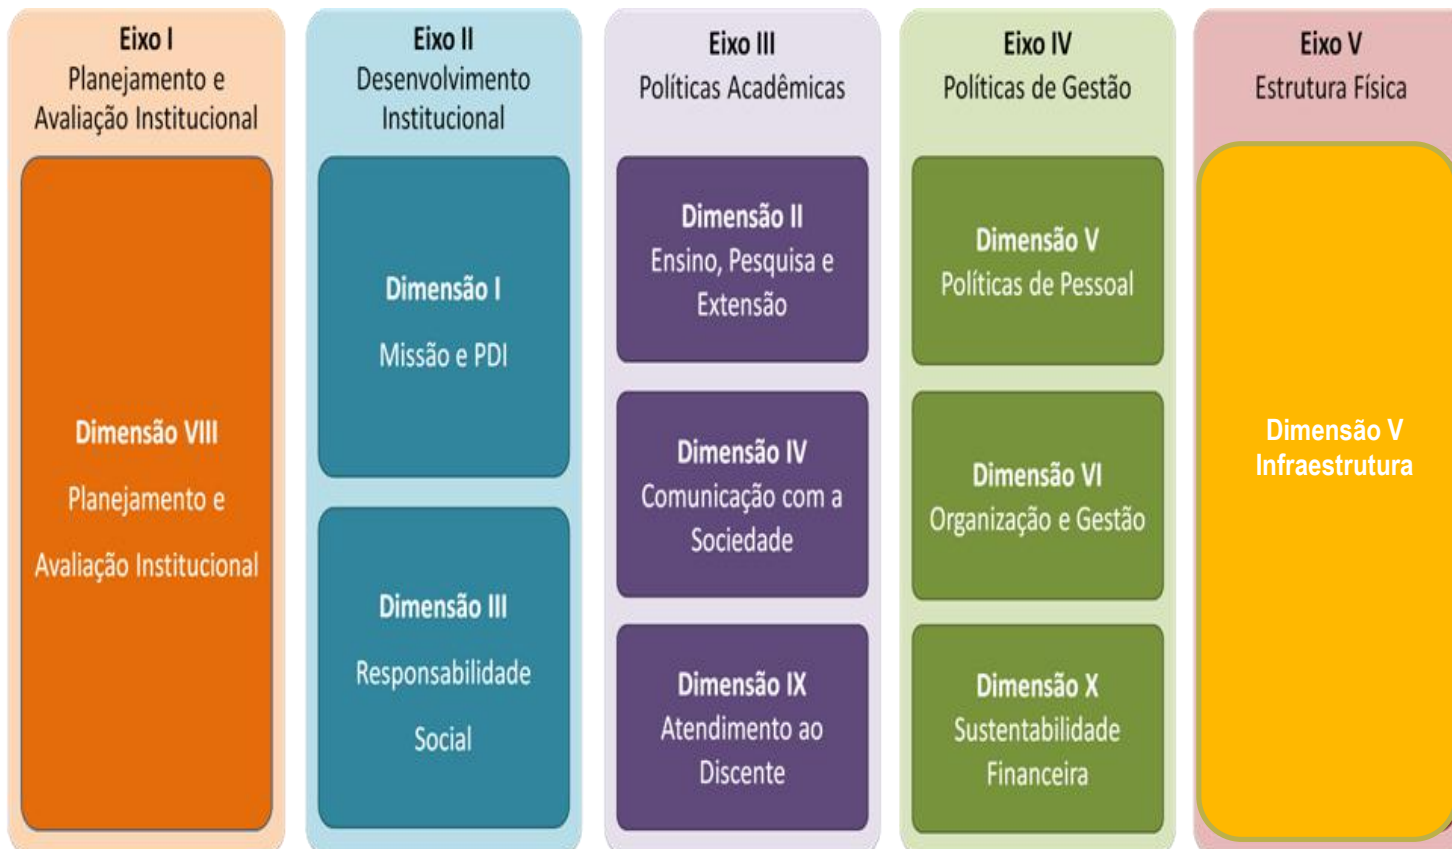 Eixo I
Planejamento e
Avaliação Institucional
Dimensão VIII
Planejamento e
Avaliação Institucional
Eixo II
Desenvolvimento
Institucional
Dimensão I
Missão e PDI
Dimensão III
Responsabilidade
Social
Eixo III
Políticas Acadêmicas
Dimensão II
Ensino, Pesquisa e
Extensão
Dimensão IV
Comunicação com a
Sociedade
Dimensão IX
Atendimento ao
Discente
Eixo IV
Políticas de Gestão
Dimensão V
Políticas de Pessoal
Dimensão VI
Organização e Gestão
Dimensão X
Sustentabilidade
Financeira
Eixo V
Estrutura Física
Dimensão V
Infraestrutura